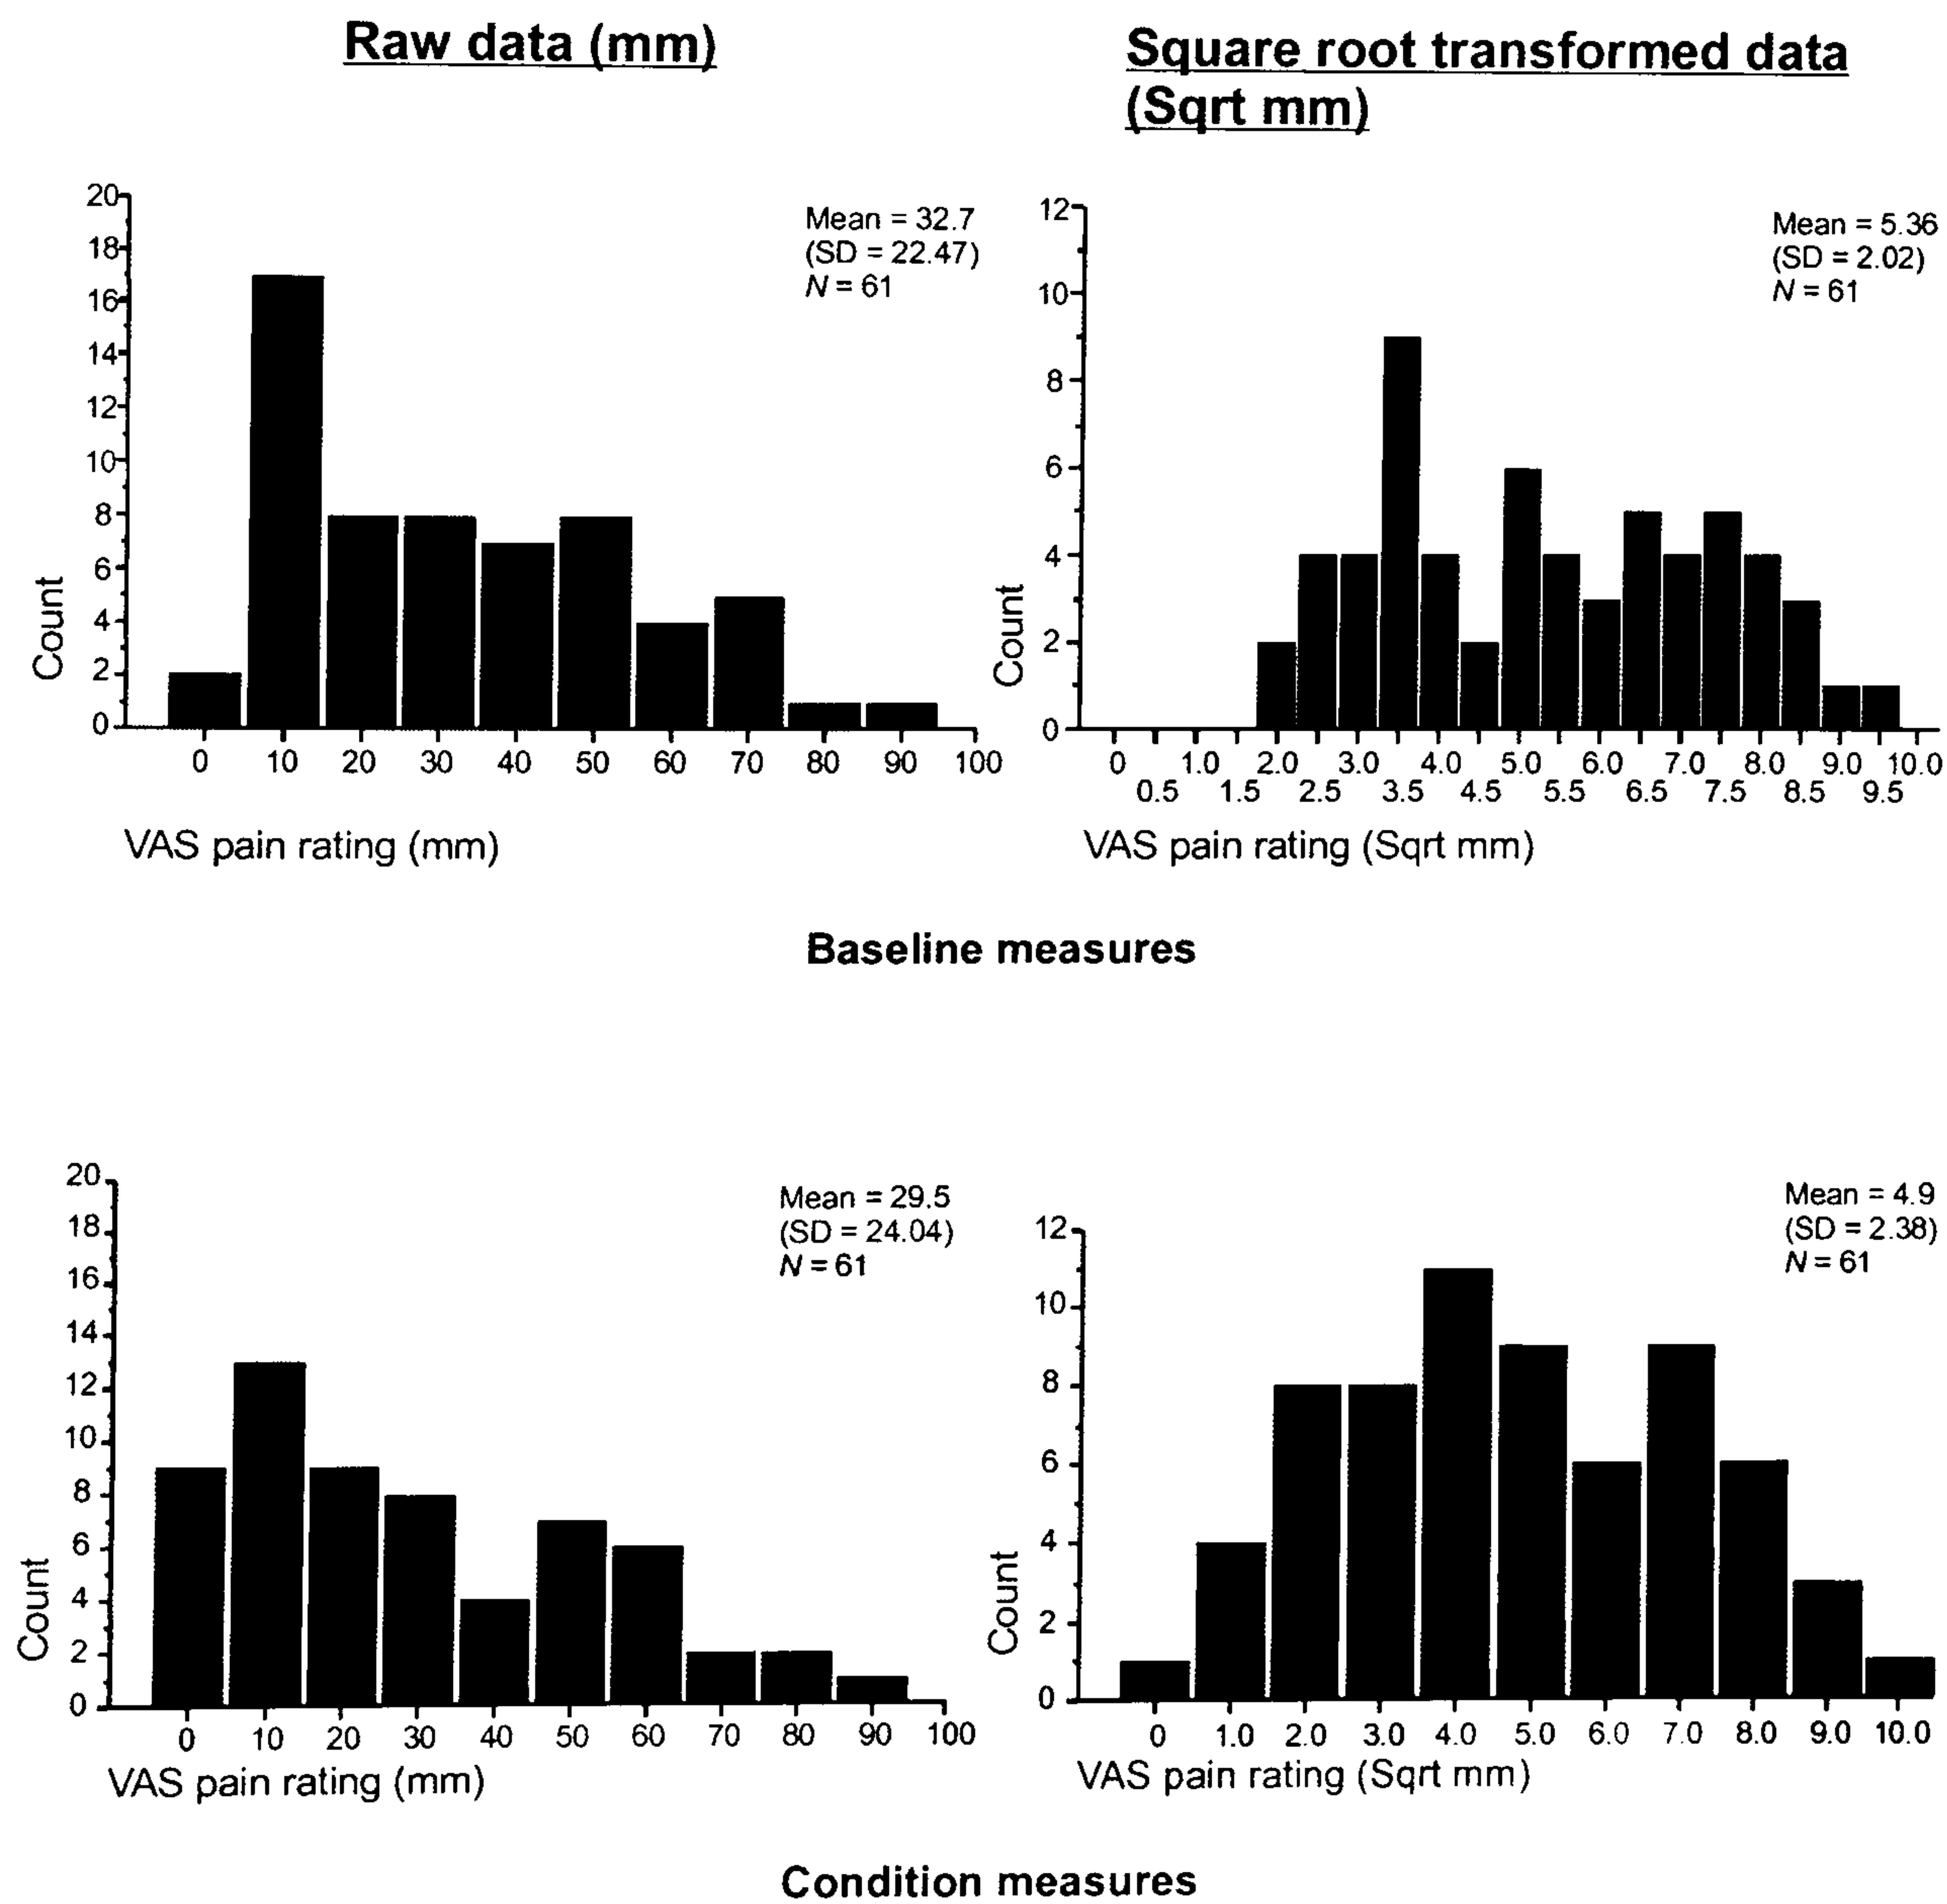 Raw data (mm)
Square root transformed data
(Sqrt mm)
Mean = 32.7
(SD = 22.47)
N = 61
20
18
16
14
12
10
8
6
4
2
0
Count
0 10 20 30 40 50 60 70 80 90 100
VAS pain rating (mm)
Mean = 5.36
(SD = 2.02)
N = 61
12
10
8
6
4
2
0
Count
0 1.0 2.0 3.0 4.0 5.0 6.0 7.0 8.0 9.0 10.0
0.5 1.5 2.5 3.5 4.5 5.5 6.5 7.5 8.5 9.5
VAS pain rating (Sqrt mm)
Baseline measures
Mean = 29.5
(SD = 24.04)
N = 61
20
18
16
14
12
10
8
6
4
2
0
Count
0 10 20 30 40 50 60 70 80 90 100
VAS pain rating (mm)
Mean = 4.9
(SD = 2.38)
N = 61
12
10
8
6
4
2
0
Count
0 1.0 2.0 3.0 4.0 5.0 6.0 7.0 8.0 9.0 10.0
VAS pain rating (Sqrt mm)
Condition measures